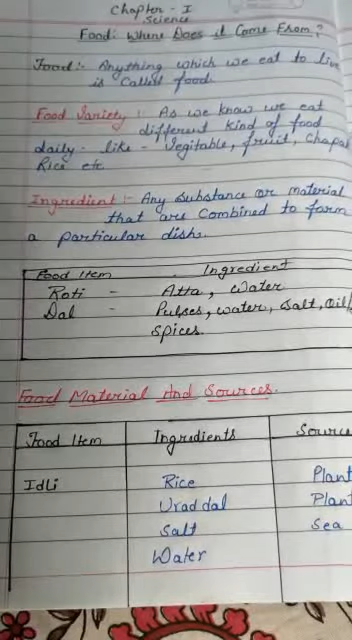 Chapter - I
Science
Food: Where Does it Come From?
Food:- Anything which we eat to live
is Called food.
Food Variety :- As we know we eat
different kind of food
daily. like - Vegitable, fruit, Chapa
Rice etc
Ingredient :- Any substance or material
that are Combined to form
a particular dish.
Food Item Ingredient
Roti - Atta, Water
Dal - Pulses, water, Salt, Oil/
Spices.
Food Material And Sources.
Food Item Ingredients Source
Idli Rice Plant
Urad dal Plant
Salt Sea
Water